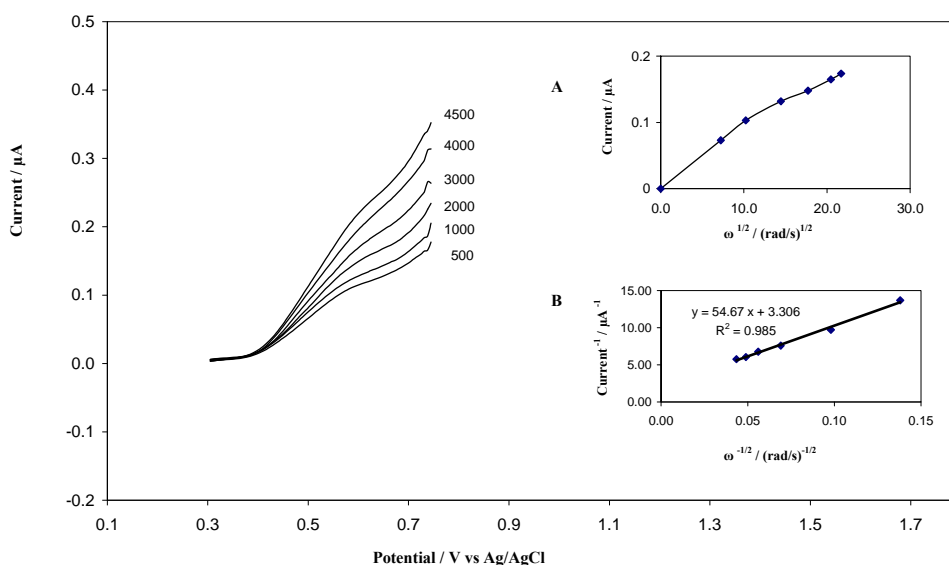 0.5
0.4
0.3
0.2
0.1
0.0
-0.1
-0.2
Current / µA
0.1 0.3 0.5 0.7 0.9 1.1 1.3 1.5 1.7
Potential / V vs Ag/AgCl
4500
4000
3000
2000
1000
500
A
0.2
0.1
0
Current / µA
0.0 10.0 20.0 30.0
ω 1/2 / (rad/s)1/2
B
15.00
10.00
5.00
0.00
Current -1 / µA -1
y = 54.67 x + 3.306
R2 = 0.985
0.00 0.05 0.10 0.15
ω -1/2 / (rad/s)-1/2